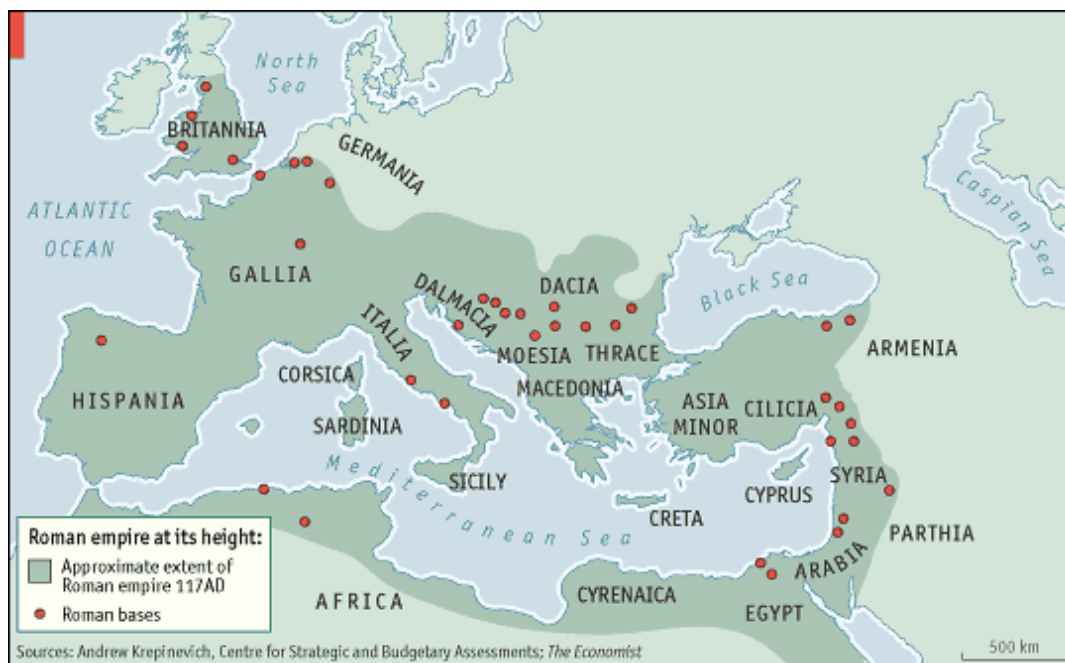 North
Sea
BRITANNIA
GERMANIA
ATLANTIC
OCEAN
Caspian Sea
GALLIA
DALMACIA
DACIA
Black Sea
ITALIA
MOESIA
THRACE
ARMENIA
CORSICA
MACEDONIA
HISPANIA
ASIA
MINOR
CILICIA
SARDINIA
Mediterranean Sea
SICILY
CYPRUS
SYRIA
CRETA
PARTHIA
ARABIA
CYRENAICA
EGYPT
AFRICA
Roman empire at its height:
Approximate extent of
Roman empire 117AD
Roman bases
500 km
Sources: Andrew Krepinevich, Centre for Strategic and Budgetary Assessments; The Economist